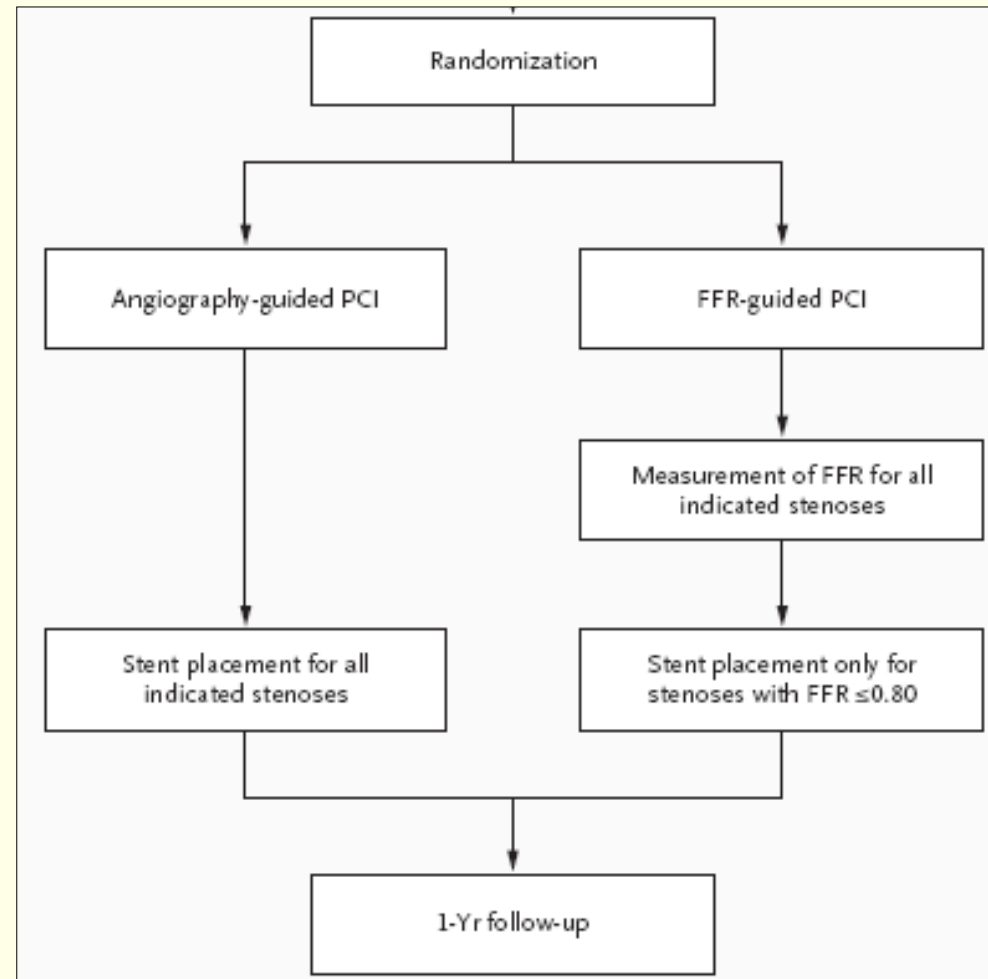 Randomization
Angiography-guided PCI
FFR-guided PCI
Measurement of FFR for all
indicated stenoses
Stent placement for all
indicated stenoses
Stent placement only for
stenoses with FFR ≤0.80
1-Yr follow-up